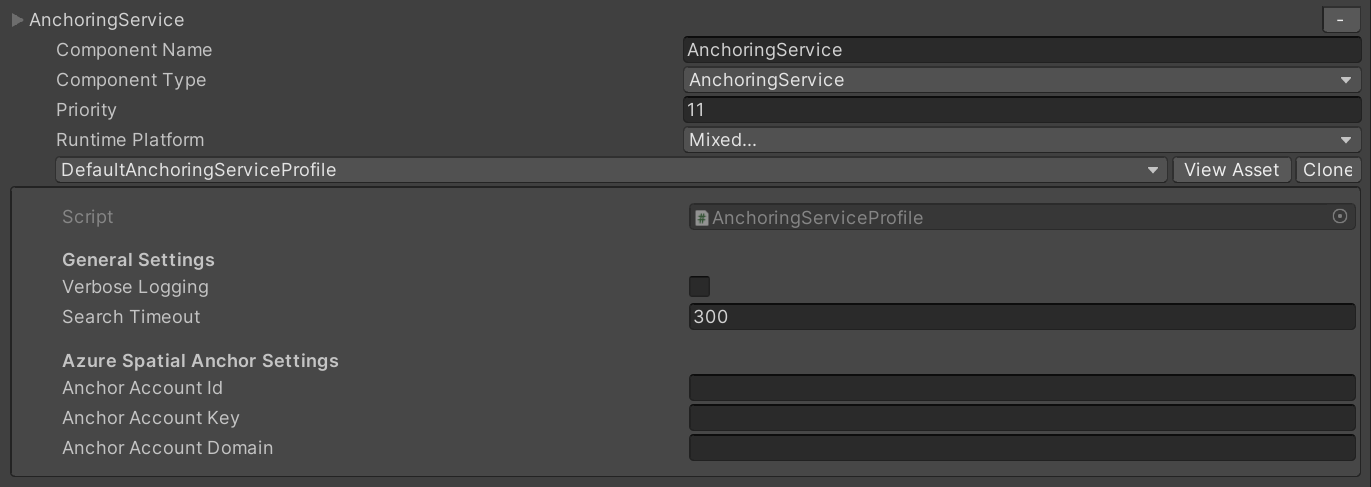 AnchoringService -
Component Name AnchoringService
Component Type AnchoringService
Priority 11
Runtime Platform Mixed...
DefaultAnchoringServiceProfile View Asset Clone
Script # AnchoringServiceProfile
General Settings
Verbose Logging
Search Timeout 300
Azure Spatial Anchor Settings
Anchor Account Id
Anchor Account Key
Anchor Account Domain